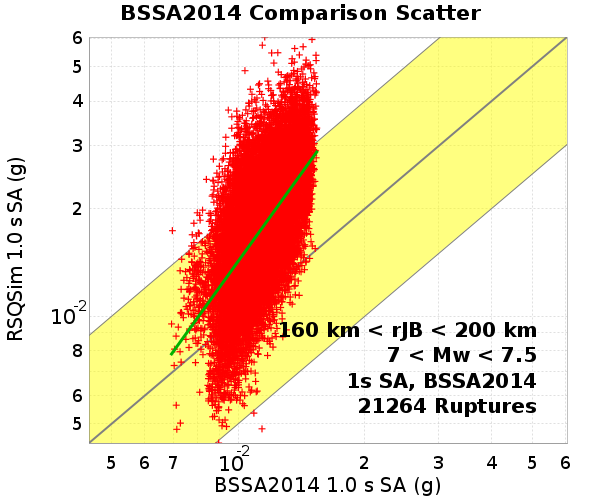 BSSA2014 Comparison Scatter
6
5
4
3
2
10-2
8
6
5
RSQSim 1.0 s SA (g)
160 km < rJB < 200 km
7 < Mw < 7.5
1s SA, BSSA2014
21264 Ruptures
5 6 7 10-2 2 3 4 5 6
BSSA2014 1.0 s SA (g)